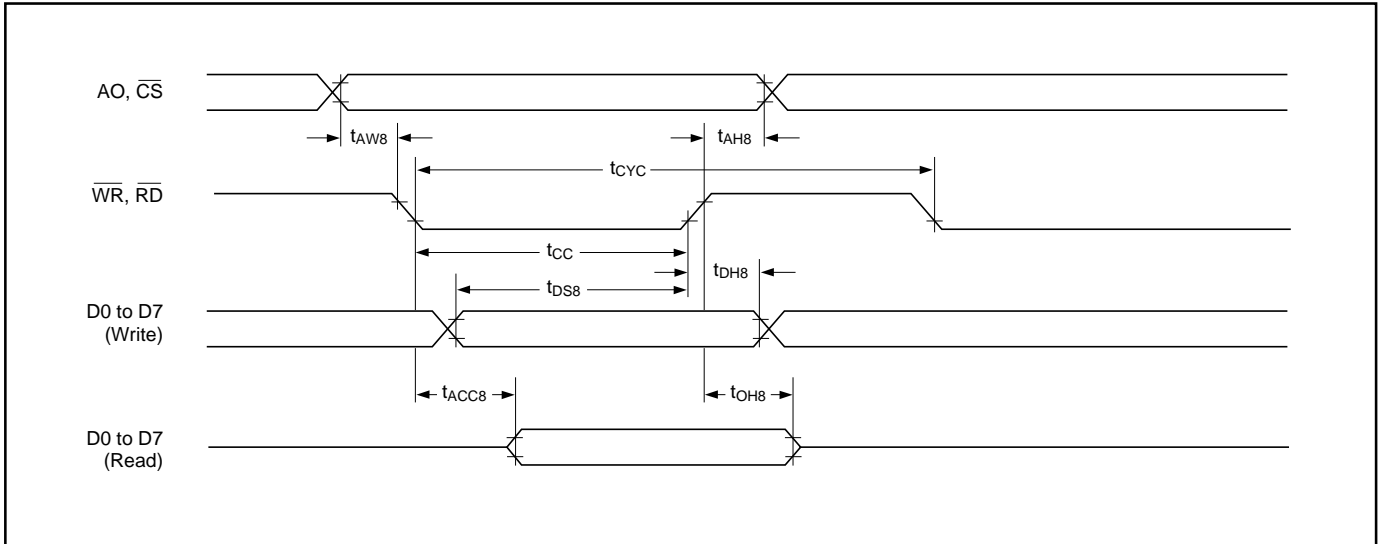 AO, CS
tAW8
tAH8
tCYC
WR, RD
tCC
tDH8
tDS8
D0 to D7
(Write)
tACC8
tOH8
D0 to D7
(Read)